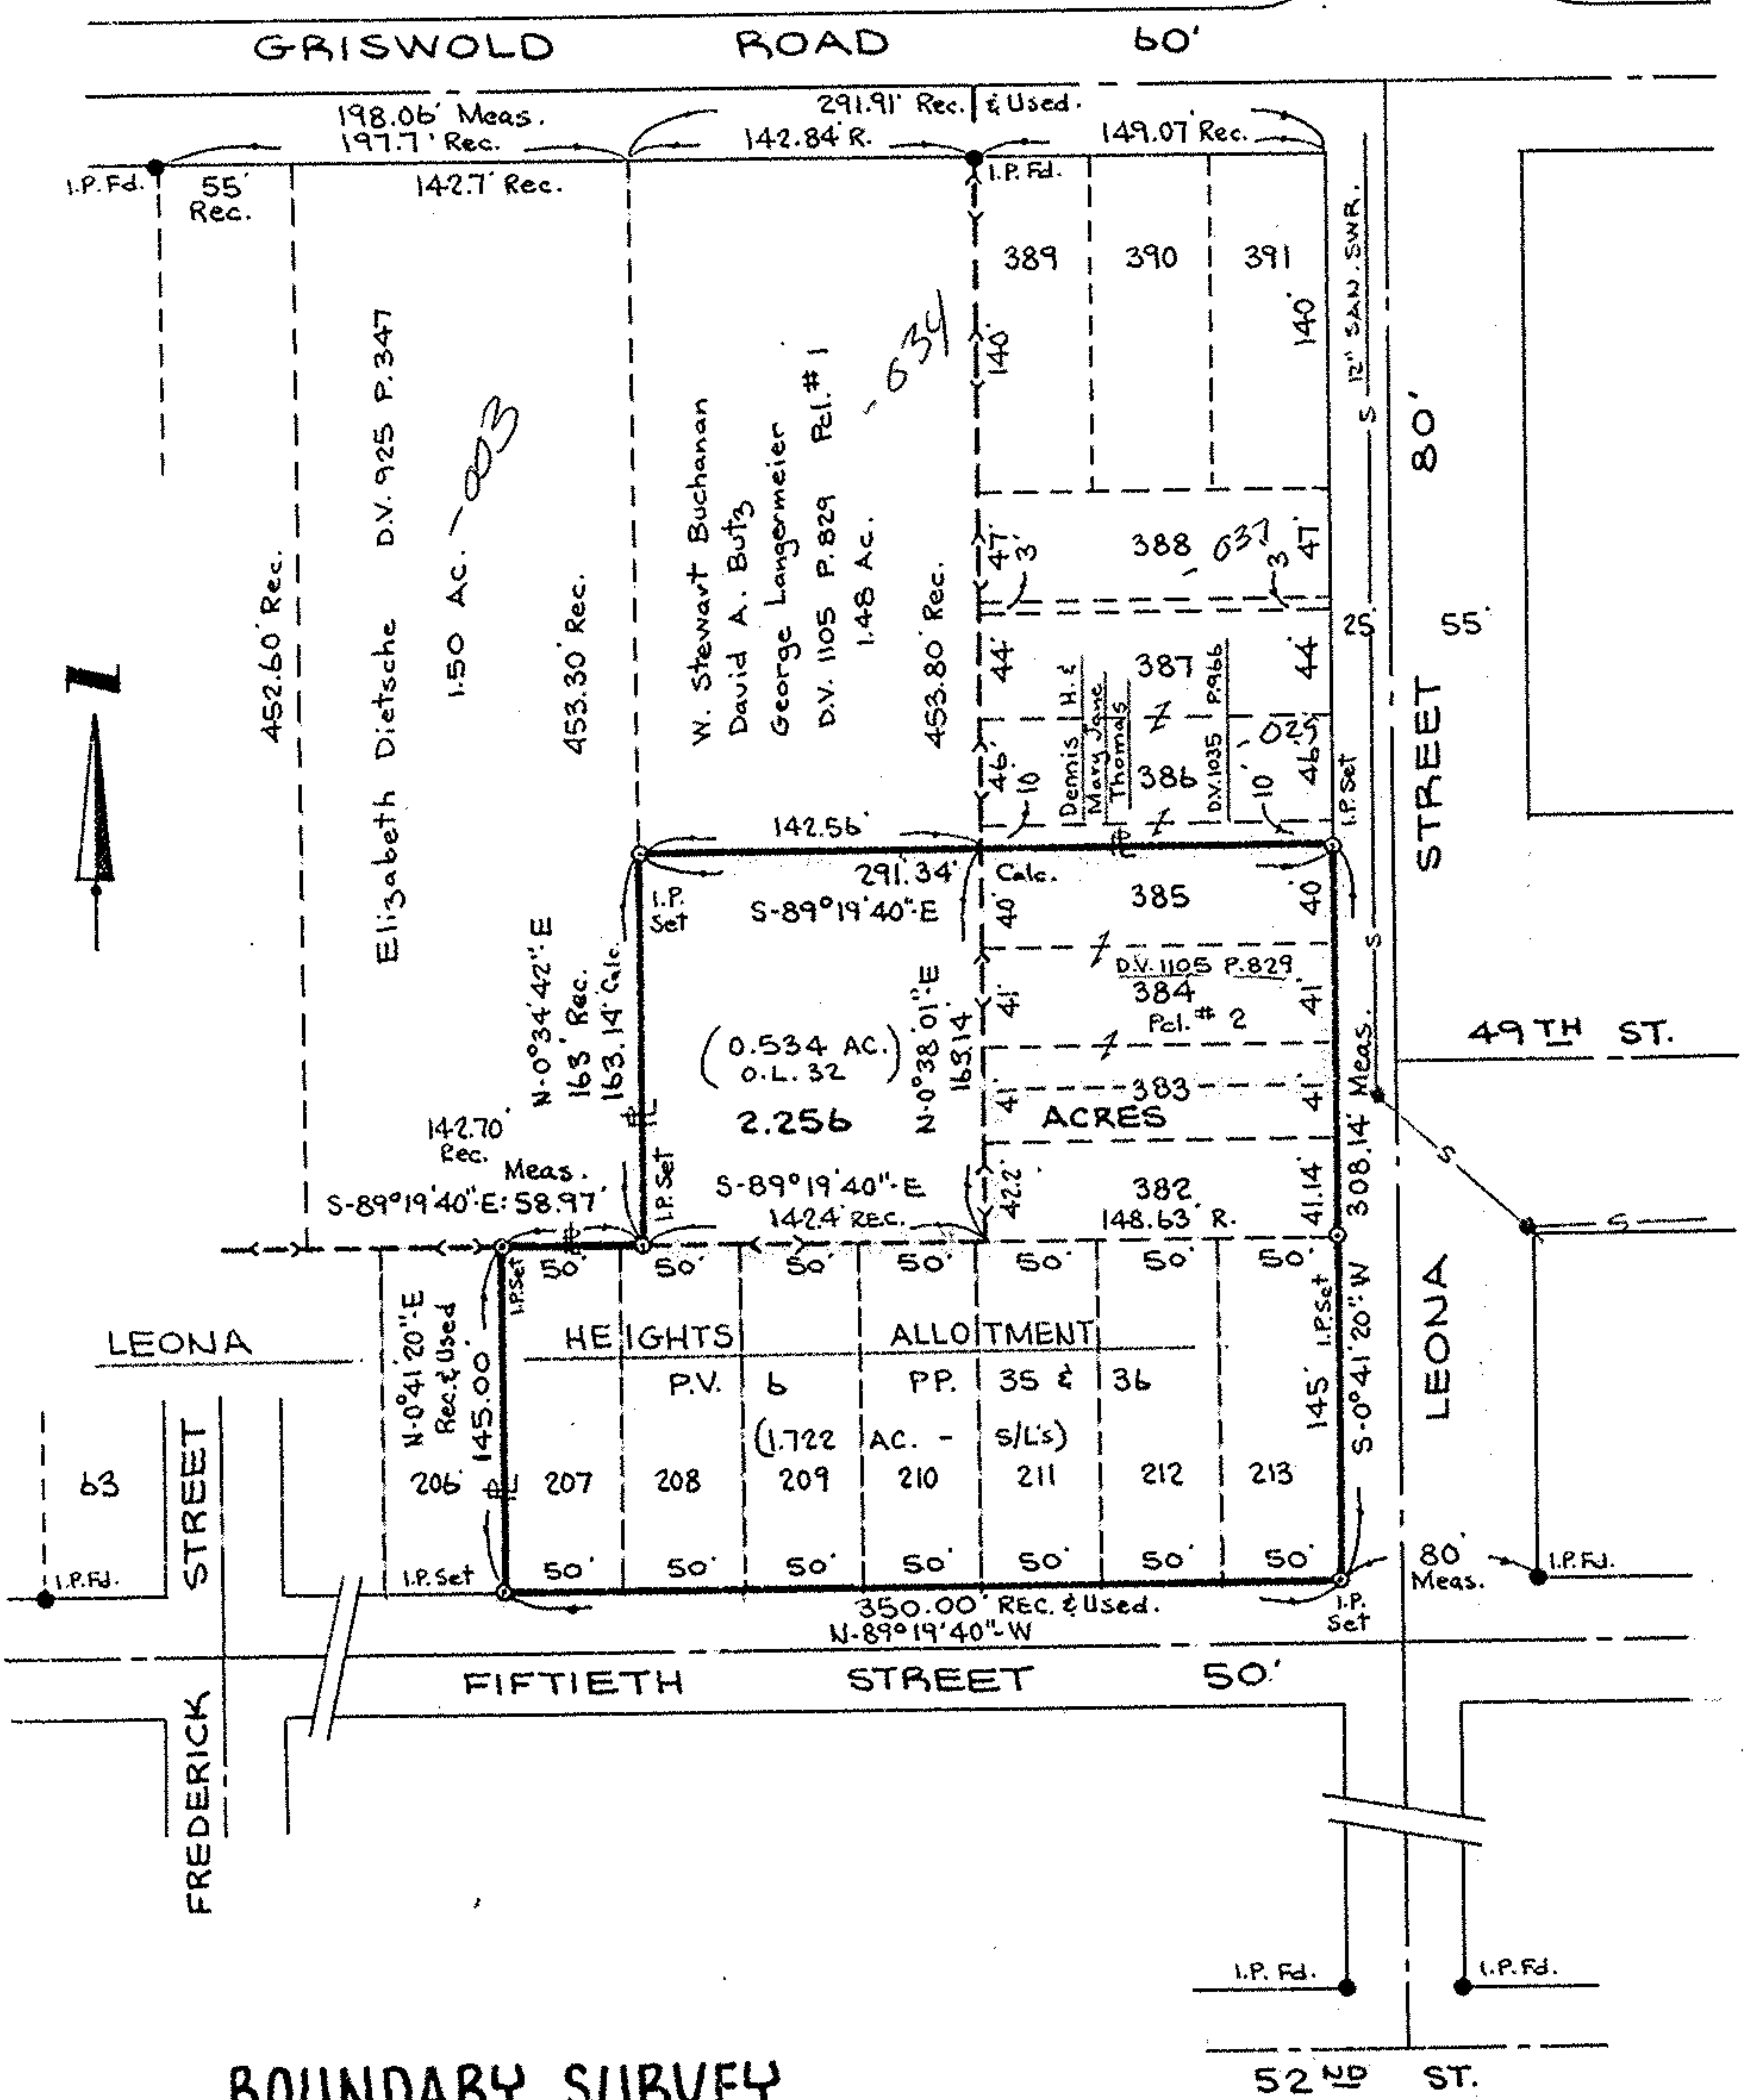 GRISWOLD ROAD 60'
198.06' Meas.
197.7' Rec.
291.91' Rec. & Used.
142.84' R.
149.07' Rec.
I.P. Fd.
55'
Rec.
142.7' Rec.
I.P. Fd.
389
390
391
140'
140'
12" SAN. SWR.
S
80'
452.60' Rec.
Elizabeth Dietsche D.V. 925 P. 347
1.50 AC. - 003
453.30' Rec.
W. Stewart Buchanan
David A. Butz
George Langermeier
D.V. 1105 P. 829 Pcl. # 1
1.48 Ac.
- 634
453.80' Rec.
47'
3'
388
- 637
3'
47'
44'
387
44'
25'
55'
Dennis H. &
Mary Jane
Thomas
D.V. 1035 P. 966
- 025
46'
10'
386
10'
46'
I.P. Set
STREET
142.56'
291.34' Calc.
S-89°19'40"-E
I.P.
Set
40'
385
40'
N-0°34'42"-E
163' Rec.
163.14' Calc.
N-0°38'01"-E
163.14'
D.V. 1105 P. 829
41'
384
41'
Pcl. # 2
(0.534 AC.)
O.L. 32
2.256 ACRES
41'
383
41'
308.14' Meas.
S
49TH ST.
S
S
142.70'
Rec.
Meas.
S-89°19'40"-E: 58.97'
I.P. Set
S-89°19'40"-E
142.4' REC.
42.2'
382
148.63' R.
41.14'
50' 50' 50' 50' 50' 50' 50'
I.P. Set
I.P. Set
LEONA HEIGHTS ALLOTMENT
P.V. 6 PP. 35 & 36
(1.722 AC. - S/L's)
N-0°41'20"-E
Rec. & Used
145.00'
145'
S-0°41'20"-W
LEONA
63
STREET
206 207 208 209 210 211 212 213
I.P. Fd.
I.P. Set
50' 50' 50' 50' 50' 50' 50'
80'
Meas.
I.P. Fd.
350.00' REC. & Used.
N-89°19'40"-W
I.P.
Set
FIFTIETH STREET 50'
FREDERICK
I.P. Fd.
I.P. Fd.
52ND ST.
BOUNDARY SURVEY